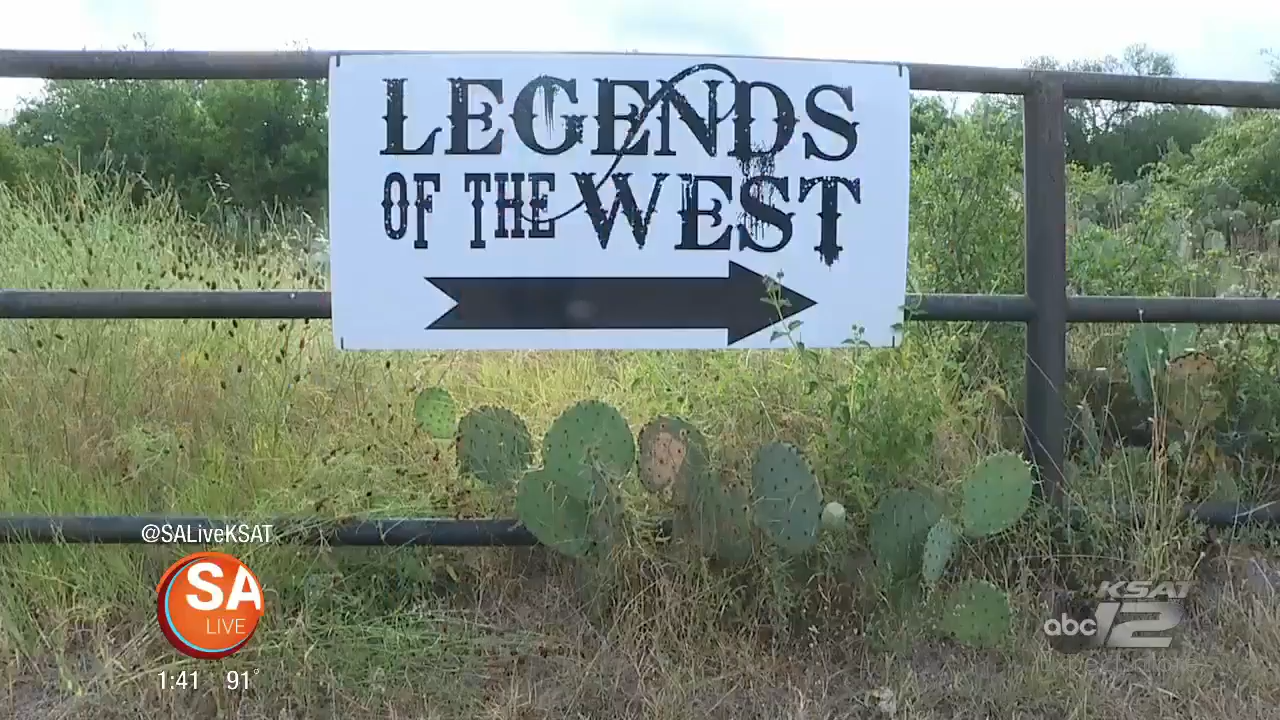 LEGENDS
OF THE WEST
@SALiveKSAT
SA
LIVE
1:41 91°
KSAT
abc 12